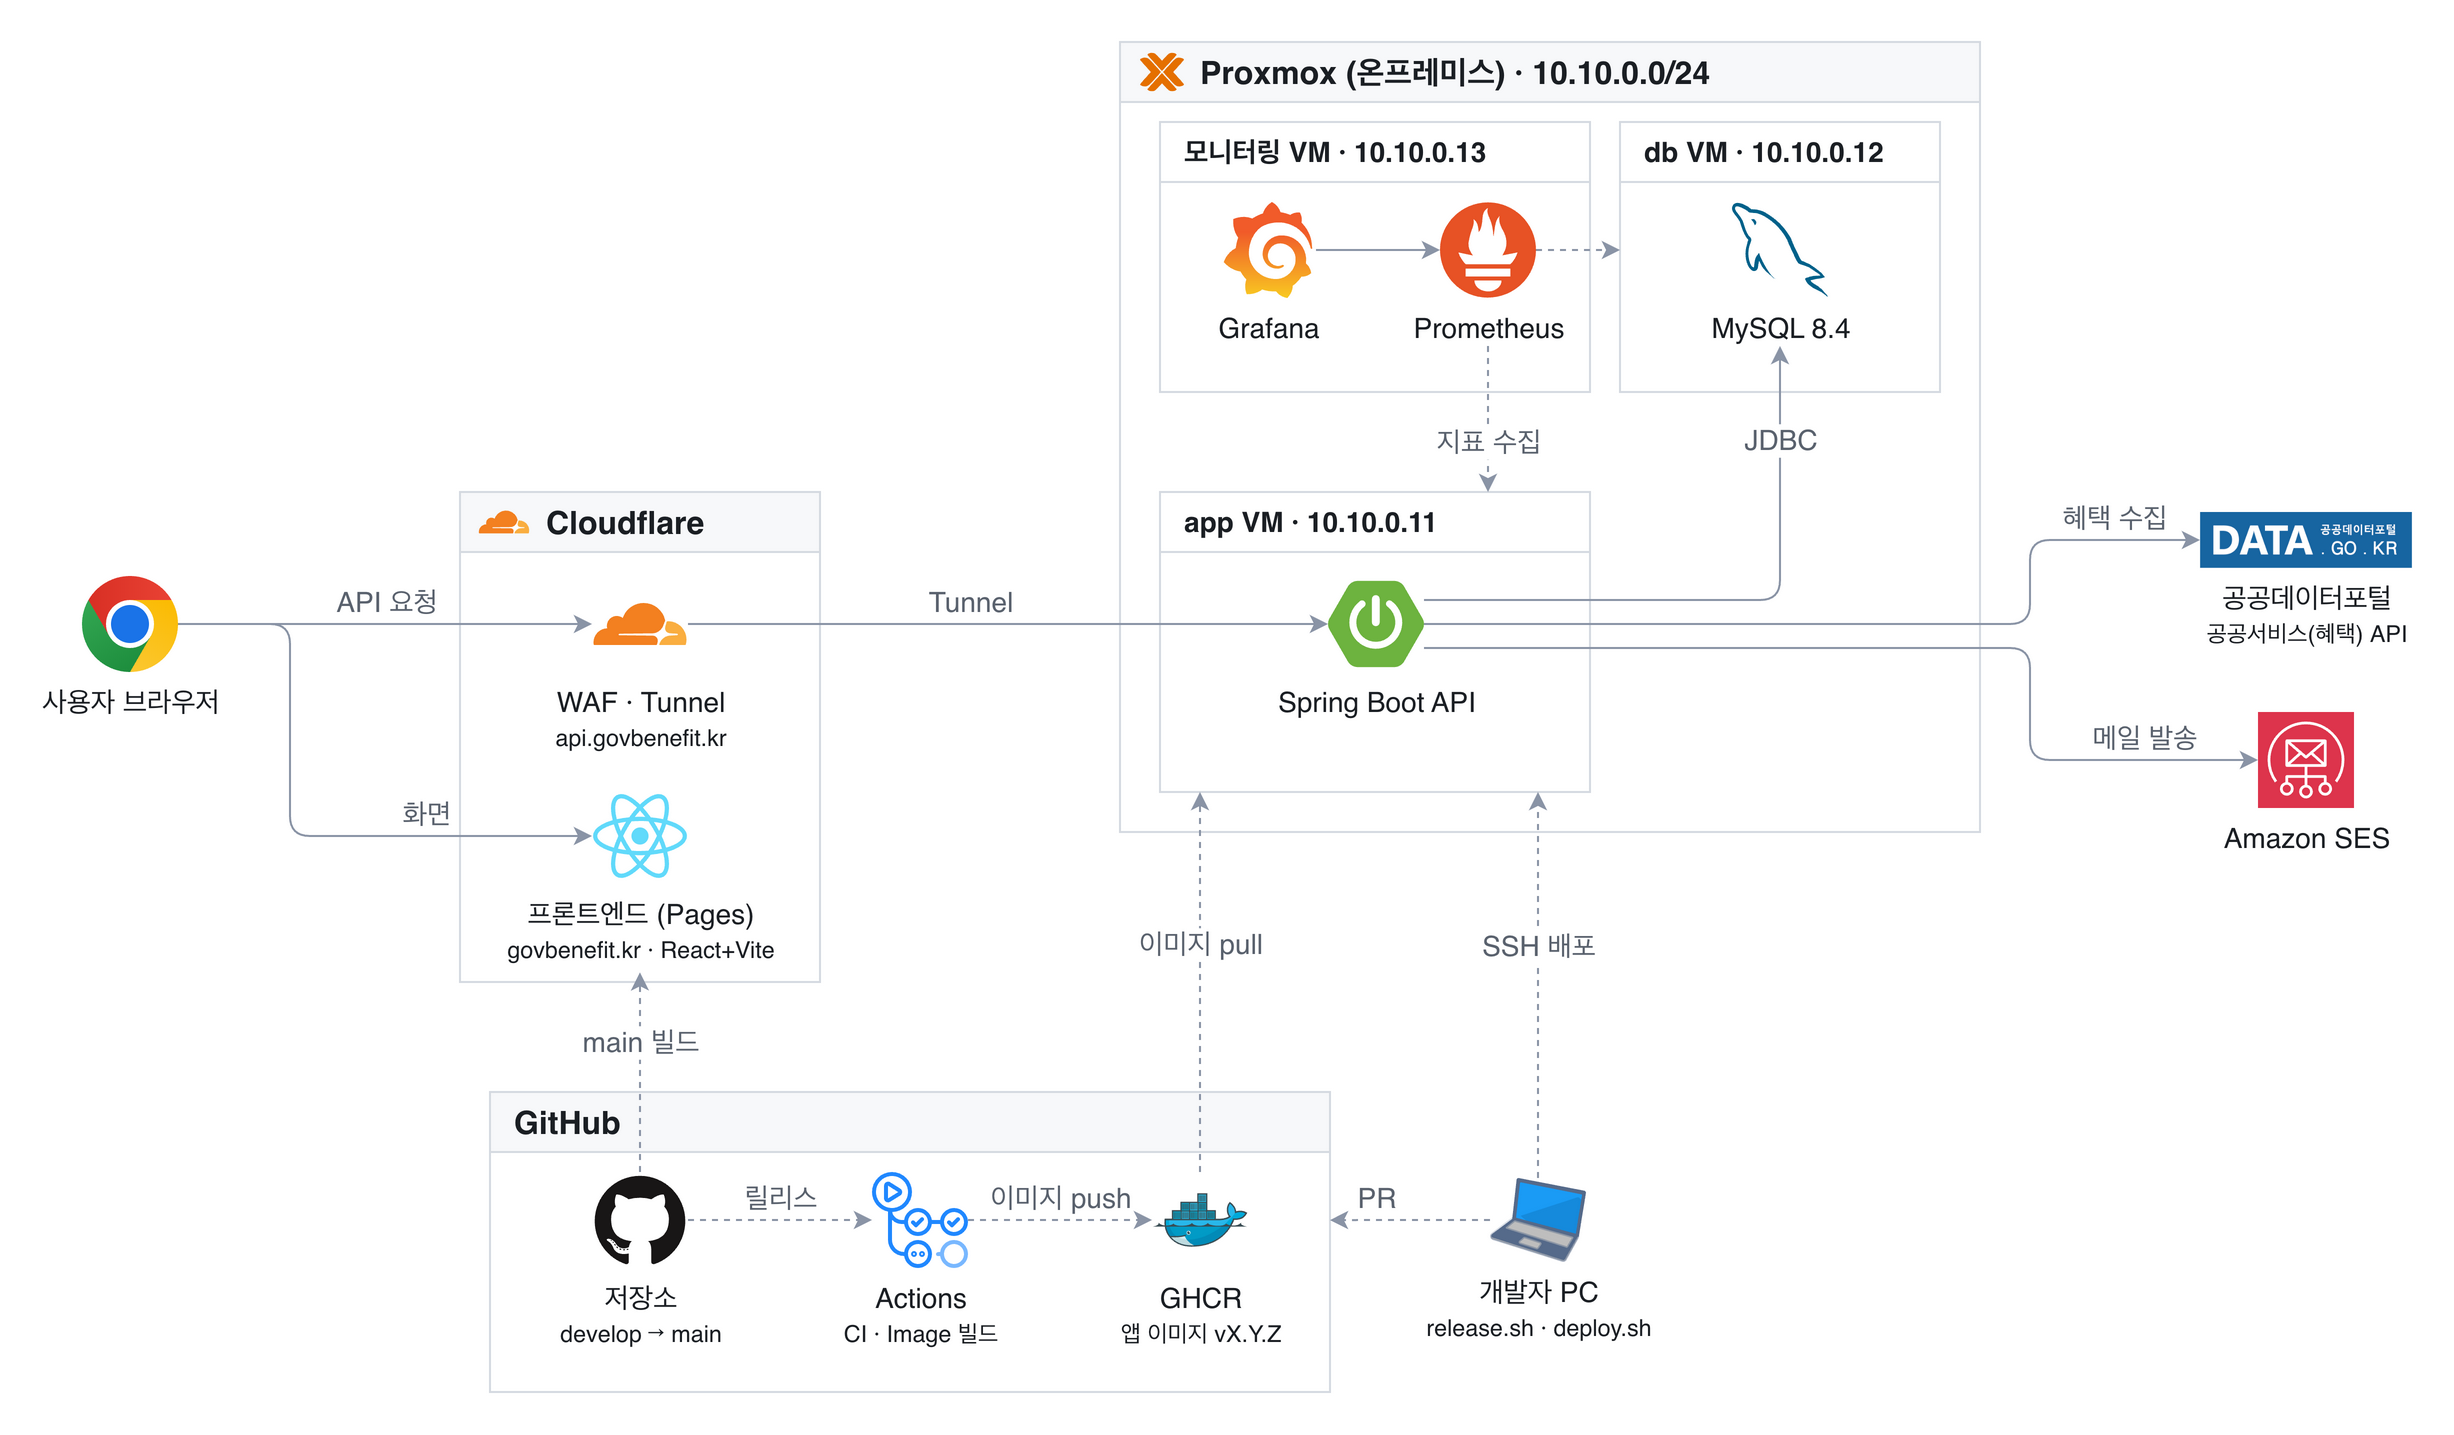 Proxmox (온프레미스) · 10.10.0.0/24
모니터링 VM · 10.10.0.13
db VM · 10.10.0.12
Grafana
Prometheus
MySQL 8.4
지표 수집
JDBC
Cloudflare
app VM · 10.10.0.11
혜택 수집
DATA 공공데이터포털
. GO . KR
공공데이터포털
공공서비스(혜택) API
API 요청
Tunnel
사용자 브라우저
WAF · Tunnel
api.govbenefit.kr
Spring Boot API
메일 발송
Amazon SES
화면
프론트엔드 (Pages)
govbenefit.kr · React+Vite
이미지 pull
SSH 배포
main 빌드
GitHub
릴리스
이미지 push
PR
저장소
develop → main
Actions
CI · Image 빌드
GHCR
앱 이미지 vX.Y.Z
개발자 PC
release.sh · deploy.sh